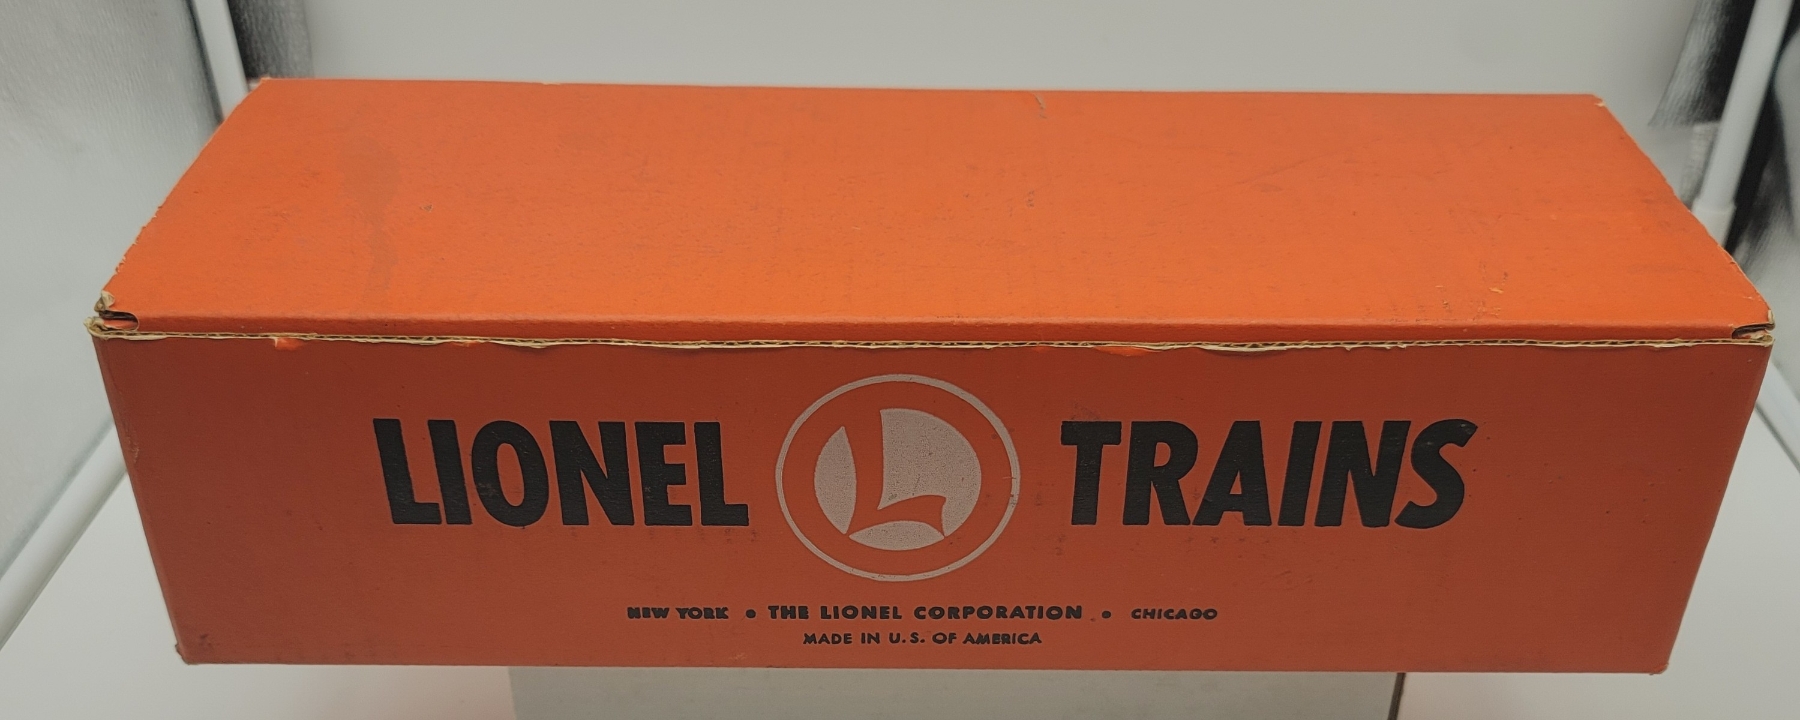 LIONEL L TRAINS
NEW YORK • THE LIONEL CORPORATION • CHICAGO
MADE IN U.S. OF AMERICA